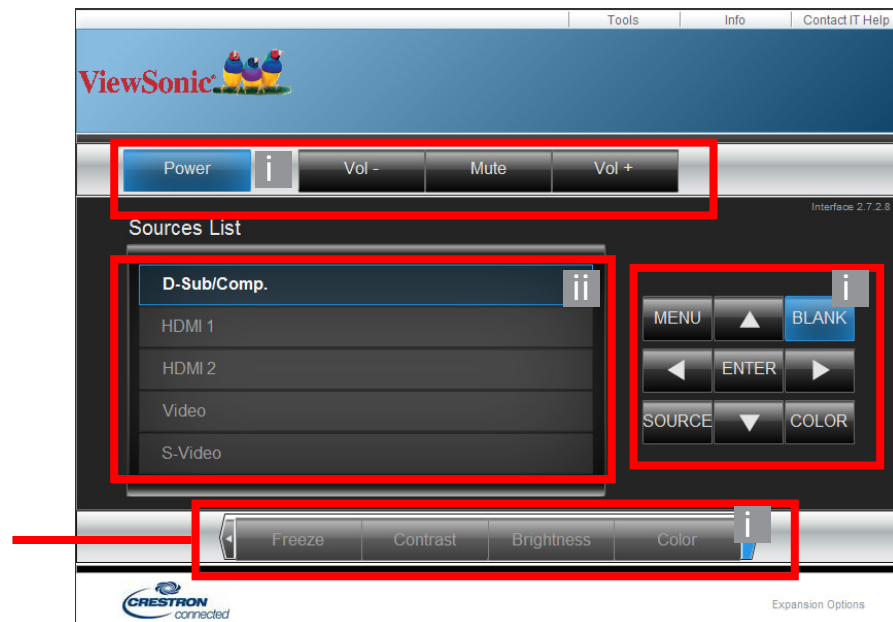 Tools Info Contact IT Help
ViewSonic
Power i Vol - Mute Vol +
Interface 2.7.2.8
Sources List
D-Sub/Comp. ii
HDMI 1
HDMI 2
Video
S-Video
i
MENU BLANK
ENTER
SOURCE COLOR
Freeze Contrast Brightness Color i
CRESTRON
connected
Expansion Options